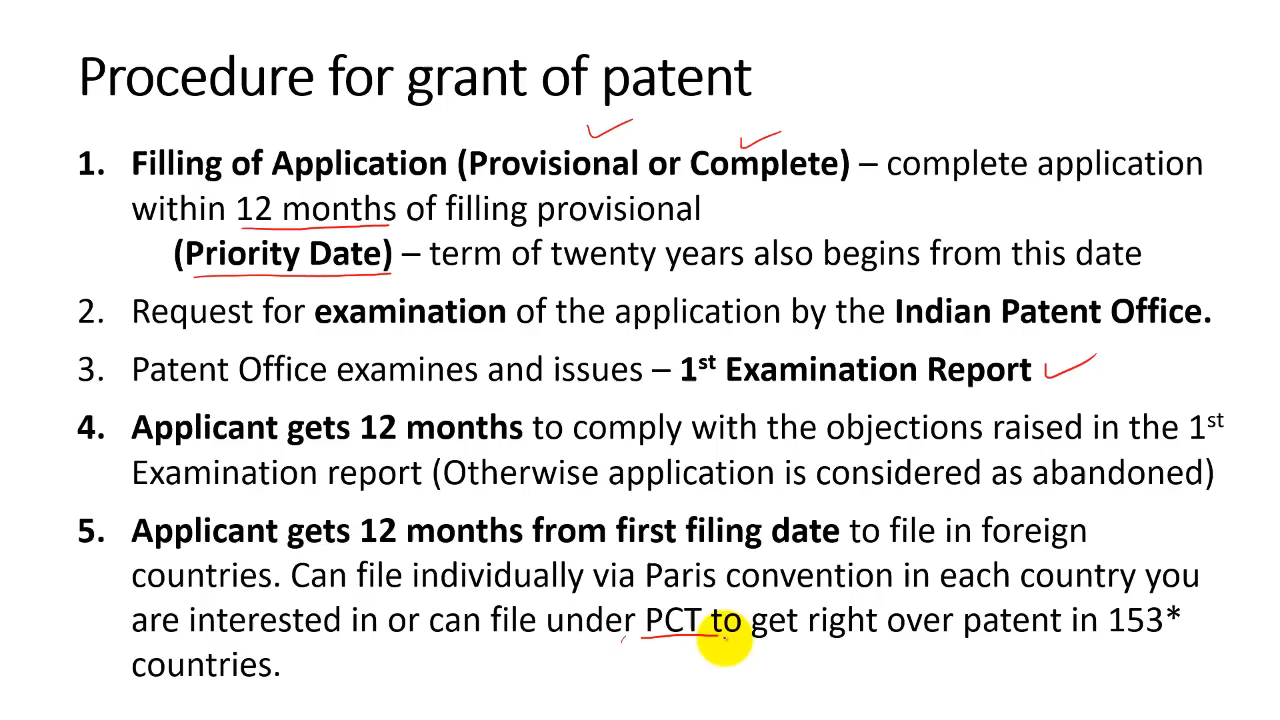 Procedure for grant of patent
1. Filling of Application (Provisional or Complete) – complete application
within 12 months of filling provisional
(Priority Date) – term of twenty years also begins from this date
2. Request for examination of the application by the Indian Patent Office.
3. Patent Office examines and issues – 1st Examination Report
4. Applicant gets 12 months to comply with the objections raised in the 1st
Examination report (Otherwise application is considered as abandoned)
5. Applicant gets 12 months from first filing date to file in foreign
countries. Can file individually via Paris convention in each country you
are interested in or can file under PCT to get right over patent in 153*
countries.